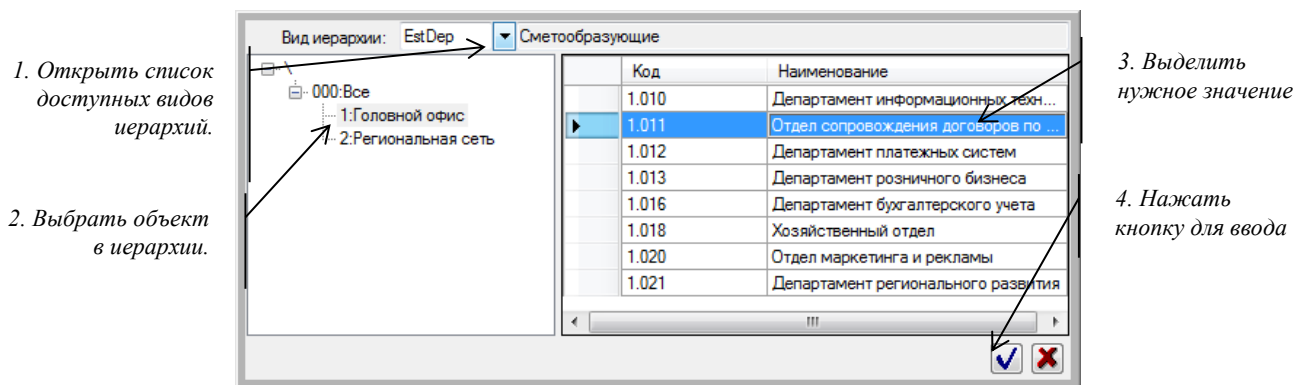 Вид иерархии: EstDep Сметообразующие
1. Открыть список
доступных видов
иерархий.
2. Выбрать объект
в иерархии.
\
000:Все
1:Головной офис
2:Региональная сеть
Код Наименование
1.010 Департамент информационных техн...
1.011 Отдел сопровождения договоров по ...
1.012 Департамент платежных систем
1.013 Департамент розничного бизнеса
1.016 Департамент бухгалтерского учета
1.018 Хозяйственный отдел
1.020 Отдел маркетинга и рекламы
1.021 Департамент регионального развития
3. Выделить
нужное значение
4. Нажать
кнопку для ввода